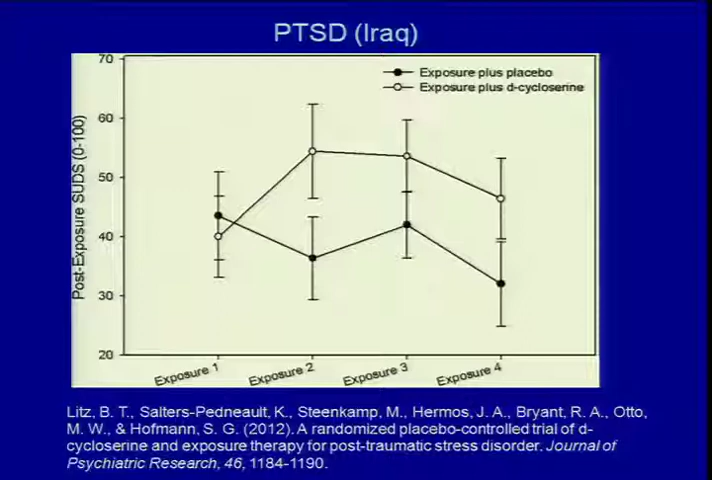 PTSD (Iraq)
70
Exposure plus placebo
Exposure plus d-cycloserine
60
50
40
30
20
Post-Exposure SUDS (0-100)
Exposure 1
Exposure 2
Exposure 3
Exposure 4
Litz, B. T., Salters-Pedneault, K., Steenkamp, M., Hermos, J. A., Bryant, R. A., Otto,
M. W., & Hofmann, S. G. (2012). A randomized placebo-controlled trial of d-
cycloserine and exposure therapy for post-traumatic stress disorder. Journal of
Psychiatric Research, 46, 1184-1190.